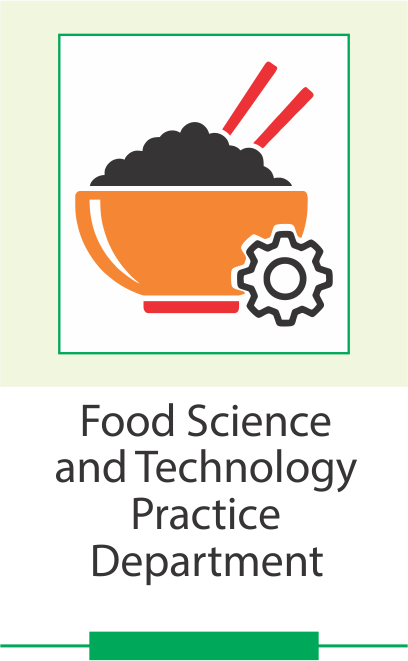 Food Science
and Technology
Practice
Department